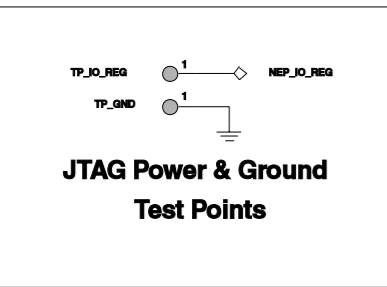 TP_IO_REG 1 NEP_IO_REG
TP_GND 1
JTAG Power & Ground
Test Points